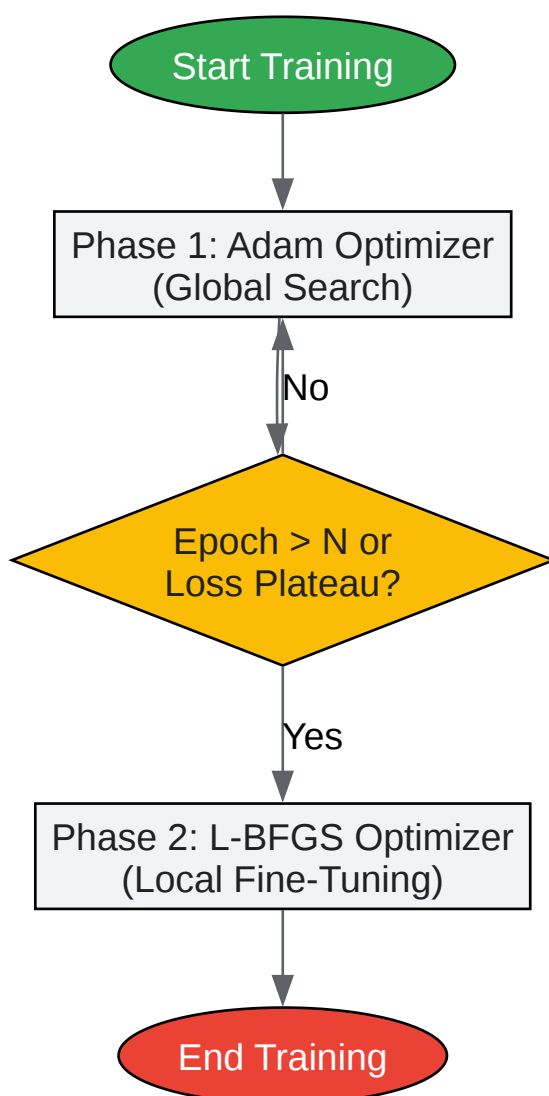 Start Training
Phase 1: Adam Optimizer
(Global Search)
No
Epoch > N or
Loss Plateau?
Yes
Phase 2: L-BFGS Optimizer
(Local Fine-Tuning)
End Training